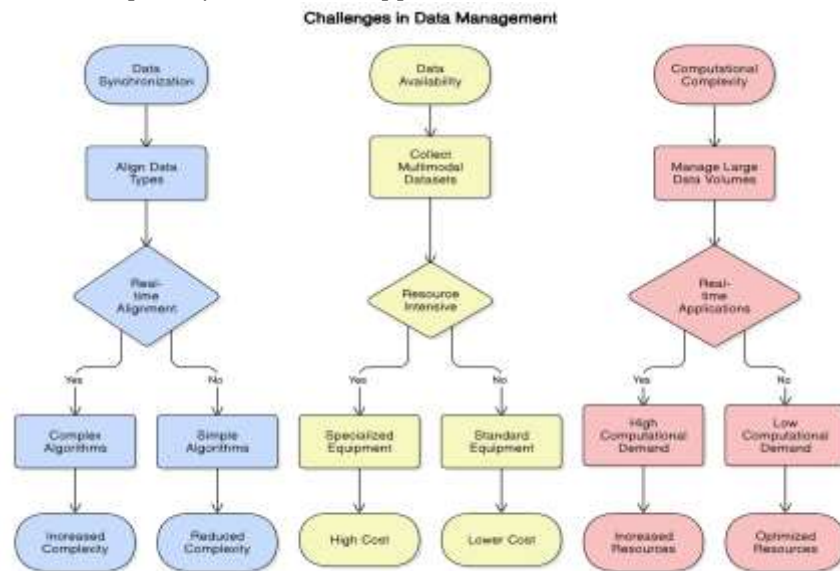 Challenges in Data Management
Data
Synchronization
Data
Availability
Computational
Complexity
Align Data
Types
Collect
Multimodal
Datasets
Manage Large
Data Volumes
Real-
time
Alignment
Resource
Intensive
Real-
time
Applications
Yes
No
Yes
No
Yes
No
Complex
Algorithms
Simple
Algorithms
Specialized
Equipment
Standard
Equipment
High
Computational
Demand
Low
Computational
Demand
Increased
Complexity
Reduced
Complexity
High Cost
Lower Cost
Increased
Resources
Optimized
Resources